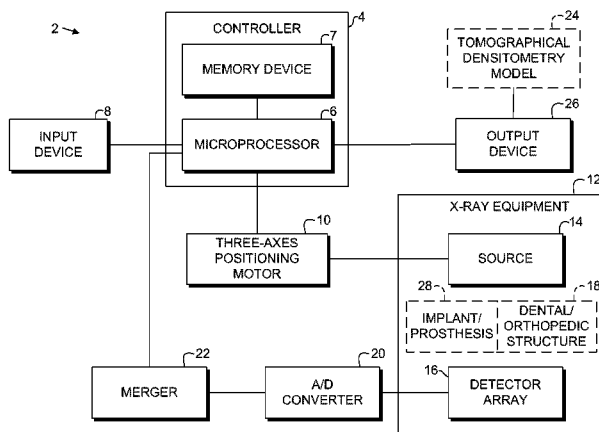 2
CONTROLLER
4
7
MEMORY DEVICE
24
TOMOGRAPHICAL
DENSITOMETRY
MODEL
8
INPUT
DEVICE
6
MICROPROCESSOR
26
OUTPUT
DEVICE
12
X-RAY EQUIPMENT
10
THREE-AXES
POSITIONING
MOTOR
14
SOURCE
28
IMPLANT/
PROSTHESIS
18
DENTAL/
ORTHOPEDIC
STRUCTURE
22
MERGER
20
A/D
CONVERTER
16
DETECTOR
ARRAY